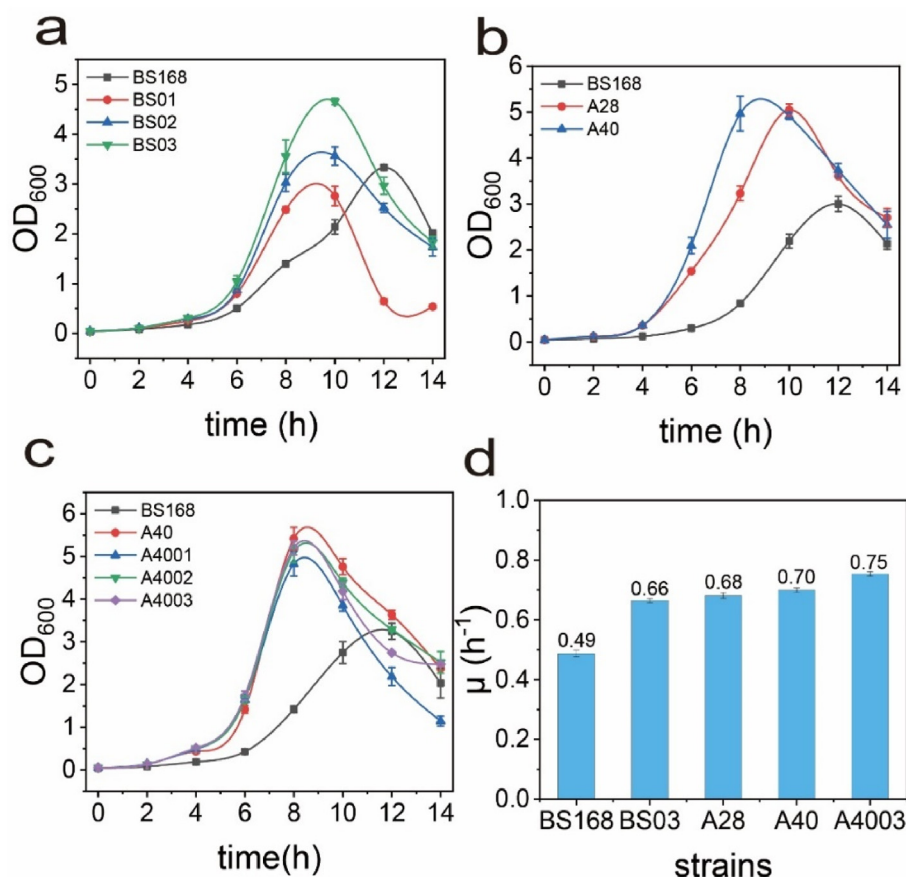 a
BS168
BS01
BS02
BS03
OD600
5
4
3
2
1
0
0 2 4 6 8 10 12 14
time (h)
b
BS168
A28
A40
OD600
6
5
4
3
2
1
0
0 2 4 6 8 10 12 14
time (h)
c
BS168
A40
A4001
A4002
A4003
OD600
6
5
4
3
2
1
0
0 2 4 6 8 10 12 14
time(h)
d
μ (h⁻¹)
1.0
0.8
0.6
0.4
0.2
0.0
0.49
0.66
0.68
0.70
0.75
BS168 BS03 A28 A40 A4003
strains